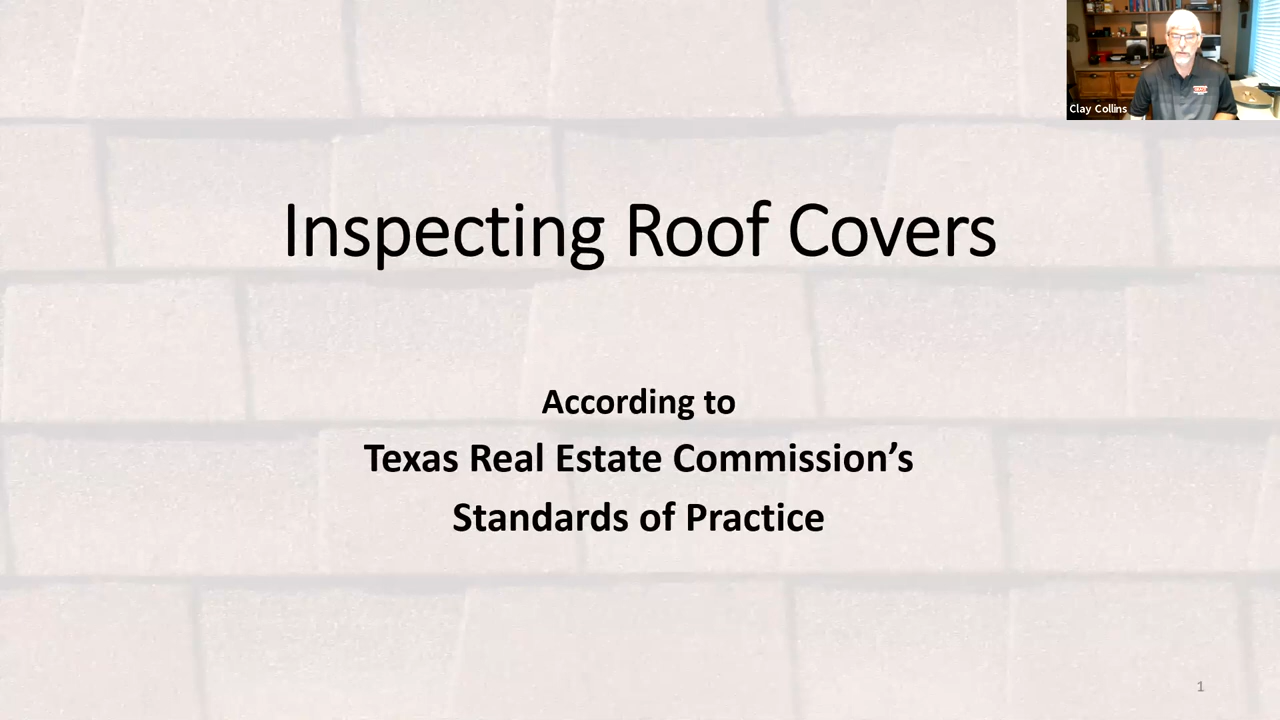 Clay Collins
Inspecting Roof Covers
According to
Texas Real Estate Commission’s
Standards of Practice
1